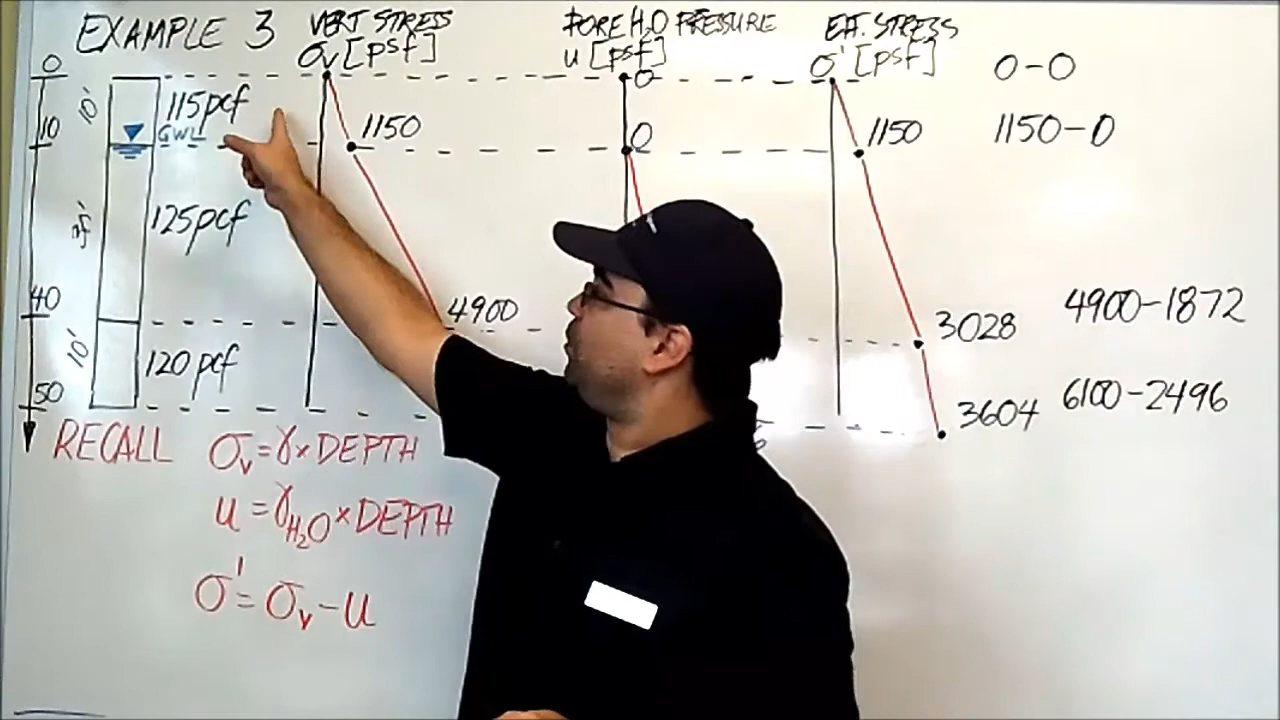 EXAMPLE 3
VERT STRESS
σv [psf]
PORE H2O PRESSURE
u [psf]
Eff. STRESS
σ' [psf]
0-0
0
10'
115pcf
0
10
GWL
1150
0
1150
1150-0
30'
125pcf
40
4900
3028
4900-1872
10'
120 pcf
50
3604
6100-2496
RECALL
σv = γ × DEPTH
u = γH2O × DEPTH
σ' = σv - u